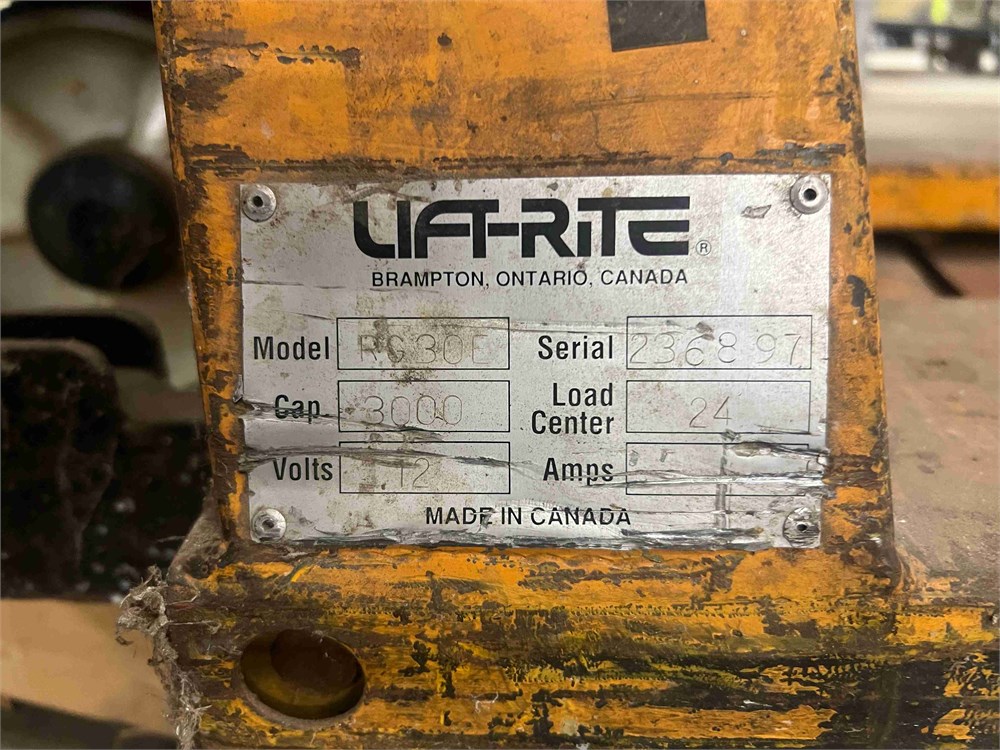 LIFT-RITE®
BRAMPTON, ONTARIO, CANADA
Model RG30E Serial 236897
Cap 3000 Load Center 24
Volts 12 Amps
MADE IN CANADA